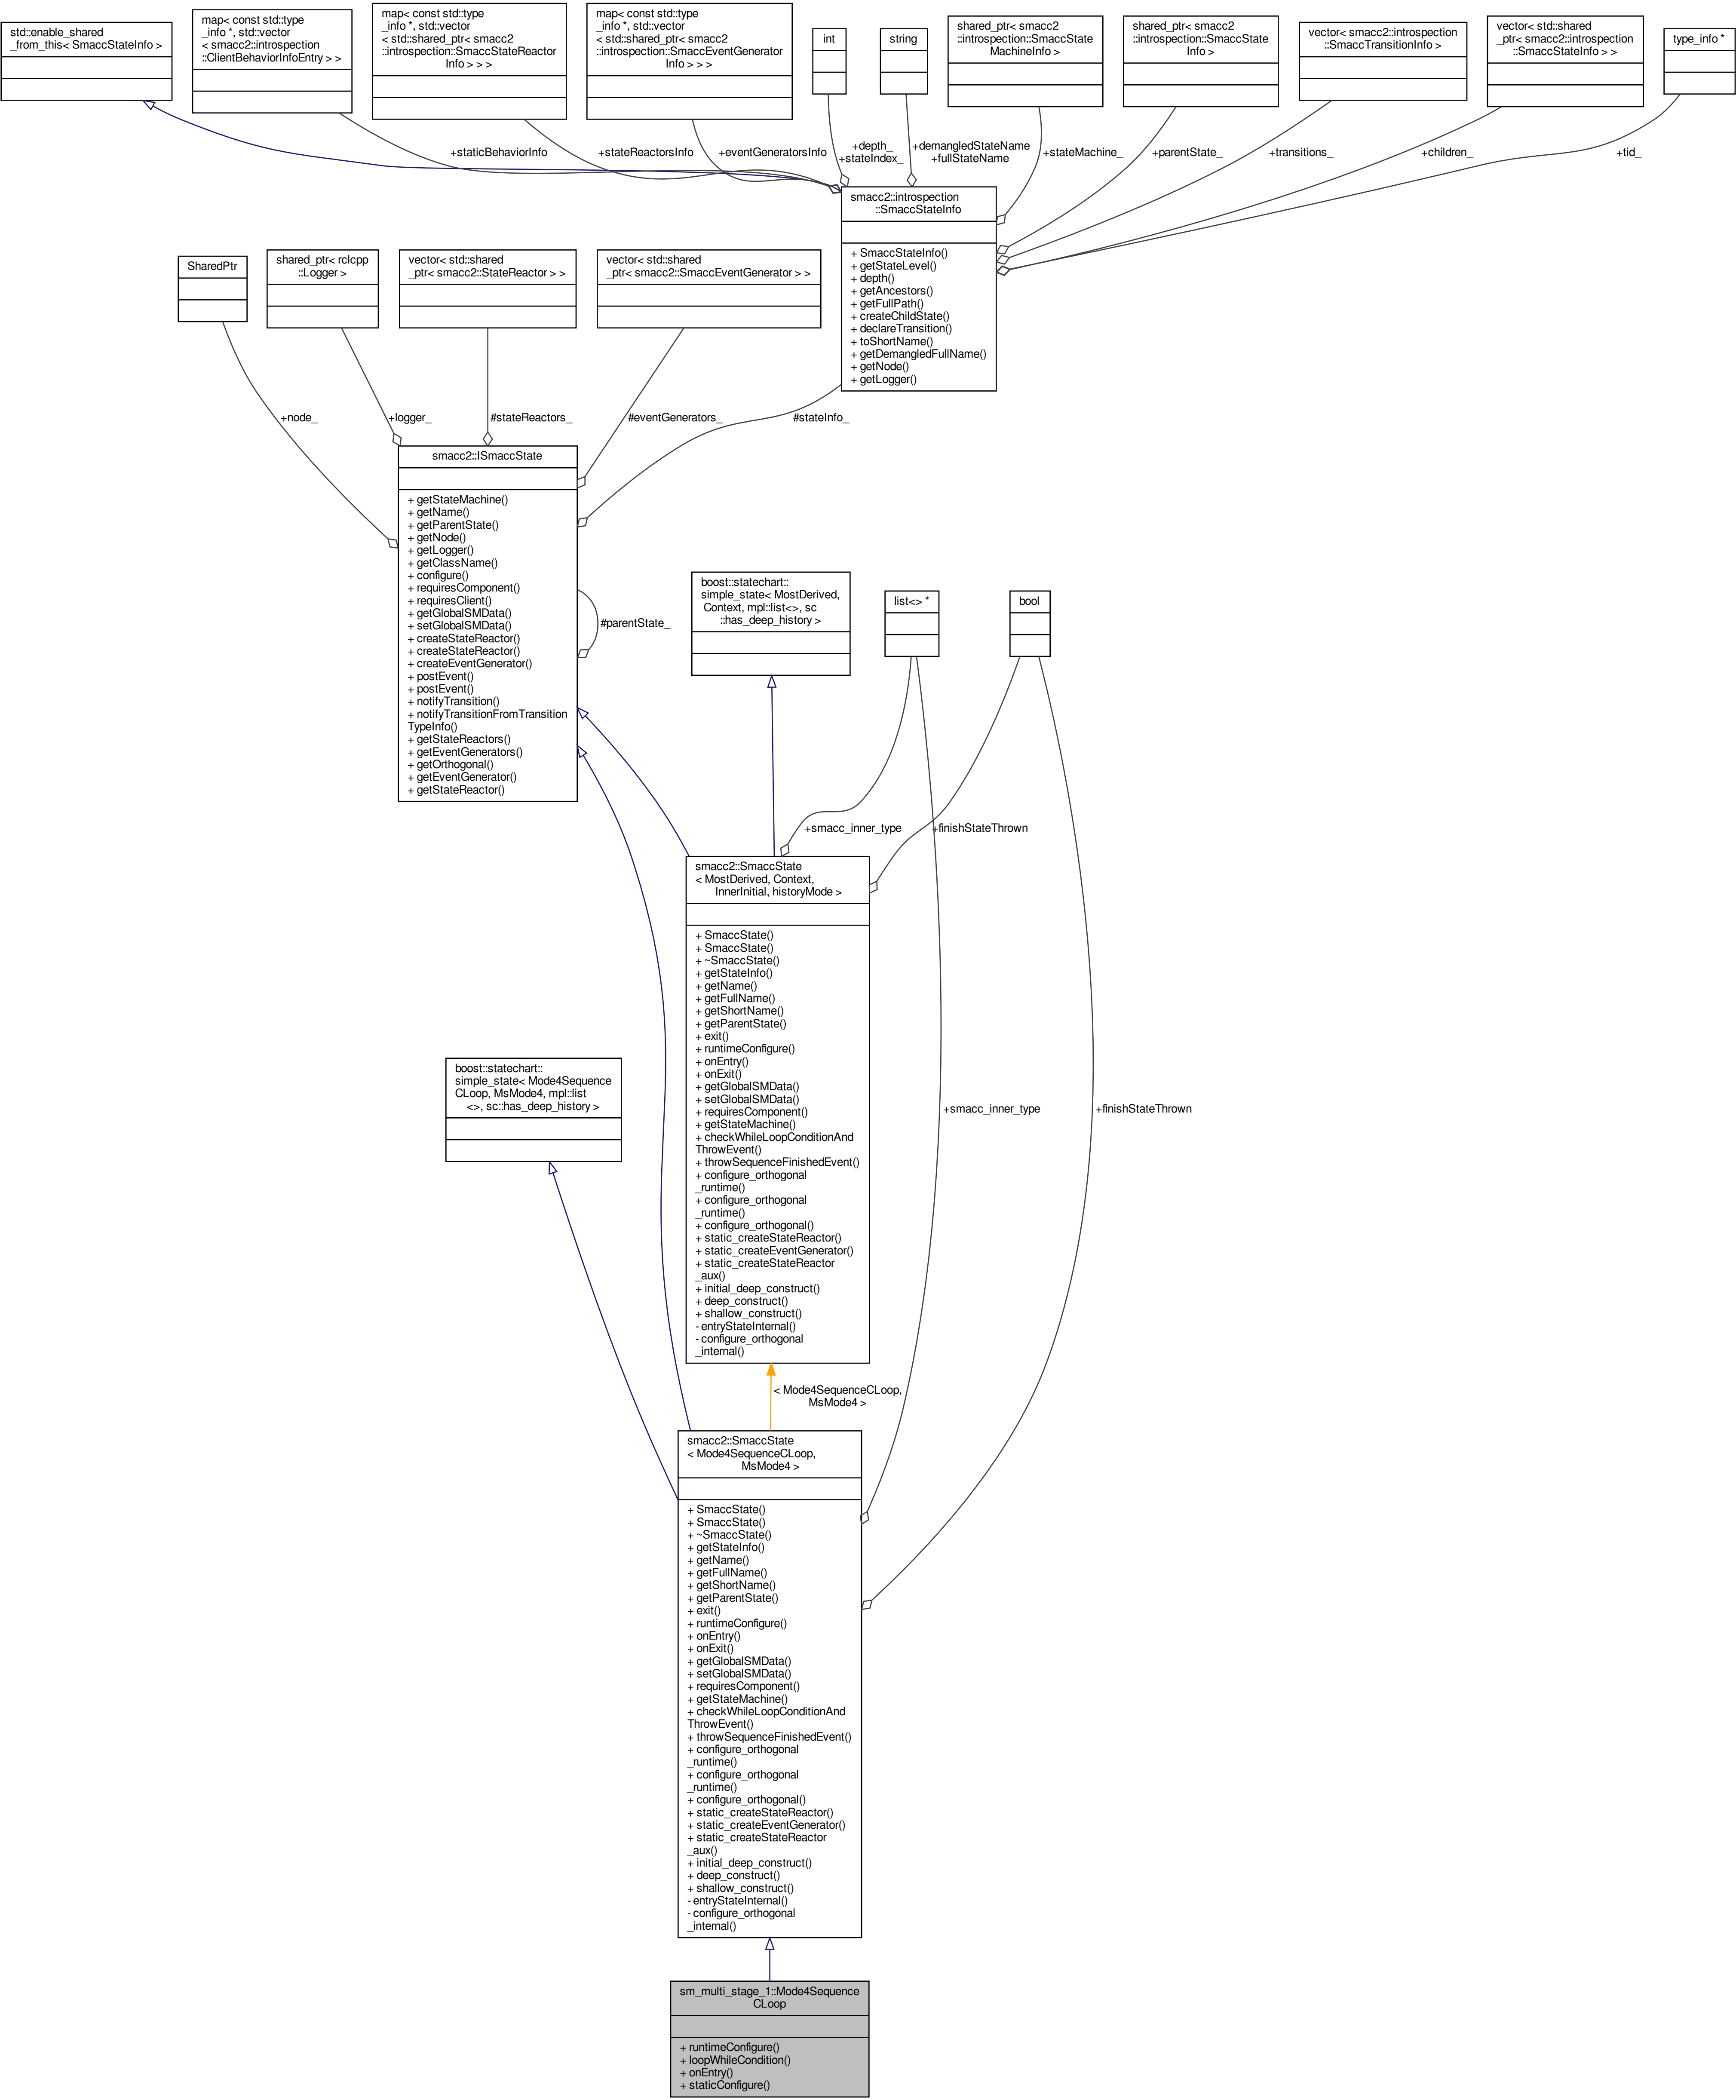 std::enable_shared
_from_this< SmaccStateInfo >
map< const std::type
_info *, std::vector
< smacc2::introspection
::ClientBehaviorInfoEntry > >
map< const std::type
_info *, std::vector
< std::shared_ptr< smacc2
::introspection::SmaccStateReactor
Info > > >
map< const std::type
_info *, std::vector
< std::shared_ptr< smacc2
::introspection::SmaccEventGenerator
Info > > >
int
string
shared_ptr< smacc2
::introspection::SmaccState
MachineInfo >
shared_ptr< smacc2
::introspection::SmaccState
Info >
vector< smacc2::introspection
::SmaccTransitionInfo >
vector< std::shared
_ptr< smacc2::introspection
::SmaccStateInfo > >
type_info *
+staticBehaviorInfo
+stateReactorsInfo
+eventGeneratorsInfo
+depth_
+stateIndex_
+demangledStateName
+fullStateName
+stateMachine_
+parentState_
+transitions_
+children_
+tid_
smacc2::introspection
::SmaccStateInfo
+ SmaccStateInfo()
+ getStateLevel()
+ depth()
+ getAncestors()
+ getFullPath()
+ createChildState()
+ declareTransition()
+ toShortName()
+ getDemangledFullName()
+ getNode()
+ getLogger()
SharedPtr
shared_ptr< rclcpp
::Logger >
vector< std::shared
_ptr< smacc2::StateReactor > >
vector< std::shared
_ptr< smacc2::SmaccEventGenerator > >
+node_
+logger_
#stateReactors_
#eventGenerators_
#stateInfo_
smacc2::ISmaccState
+ getStateMachine()
+ getName()
+ getParentState()
+ getNode()
+ getLogger()
+ getClassName()
+ configure()
+ requiresComponent()
+ requiresClient()
+ getGlobalSMData()
+ setGlobalSMData()
+ createStateReactor()
+ createStateReactor()
+ createEventGenerator()
+ postEvent()
+ postEvent()
+ notifyTransition()
+ notifyTransitionFromTransition
TypeInfo()
+ getStateReactors()
+ getEventGenerators()
+ getOrthogonal()
+ getEventGenerator()
+ getStateReactor()
#parentState_
boost::statechart::
simple_state< MostDerived,
Context, mpl::list<>, sc
::has_deep_history >
list<> *
bool
+smacc_inner_type
+finishStateThrown
smacc2::SmaccState
< MostDerived, Context,
InnerInitial, historyMode >
+ SmaccState()
+ SmaccState()
+ ~SmaccState()
+ getStateInfo()
+ getName()
+ getFullName()
+ getShortName()
+ getParentState()
+ exit()
+ runtimeConfigure()
+ onEntry()
+ onExit()
+ getGlobalSMData()
+ setGlobalSMData()
+ requiresComponent()
+ getStateMachine()
+ checkWhileLoopConditionAnd
ThrowEvent()
+ throwSequenceFinishedEvent()
+ configure_orthogonal
_runtime()
+ configure_orthogonal
_runtime()
+ configure_orthogonal()
+ static_createStateReactor()
+ static_createEventGenerator()
+ static_createStateReactor
_aux()
+ initial_deep_construct()
+ deep_construct()
+ shallow_construct()
- entryStateInternal()
- configure_orthogonal
_internal()
boost::statechart::
simple_state< Mode4Sequence
CLoop, MsMode4, mpl::list
<>, sc::has_deep_history >
+smacc_inner_type
+finishStateThrown
< Mode4SequenceCLoop,
MsMode4 >
smacc2::SmaccState
< Mode4SequenceCLoop,
MsMode4 >
+ SmaccState()
+ SmaccState()
+ ~SmaccState()
+ getStateInfo()
+ getName()
+ getFullName()
+ getShortName()
+ getParentState()
+ exit()
+ runtimeConfigure()
+ onEntry()
+ onExit()
+ getGlobalSMData()
+ setGlobalSMData()
+ requiresComponent()
+ getStateMachine()
+ checkWhileLoopConditionAnd
ThrowEvent()
+ throwSequenceFinishedEvent()
+ configure_orthogonal
_runtime()
+ configure_orthogonal
_runtime()
+ configure_orthogonal()
+ static_createStateReactor()
+ static_createEventGenerator()
+ static_createStateReactor
_aux()
+ initial_deep_construct()
+ deep_construct()
+ shallow_construct()
- entryStateInternal()
- configure_orthogonal
_internal()
sm_multi_stage_1::Mode4Sequence
CLoop
+ runtimeConfigure()
+ loopWhileCondition()
+ onEntry()
+ staticConfigure()